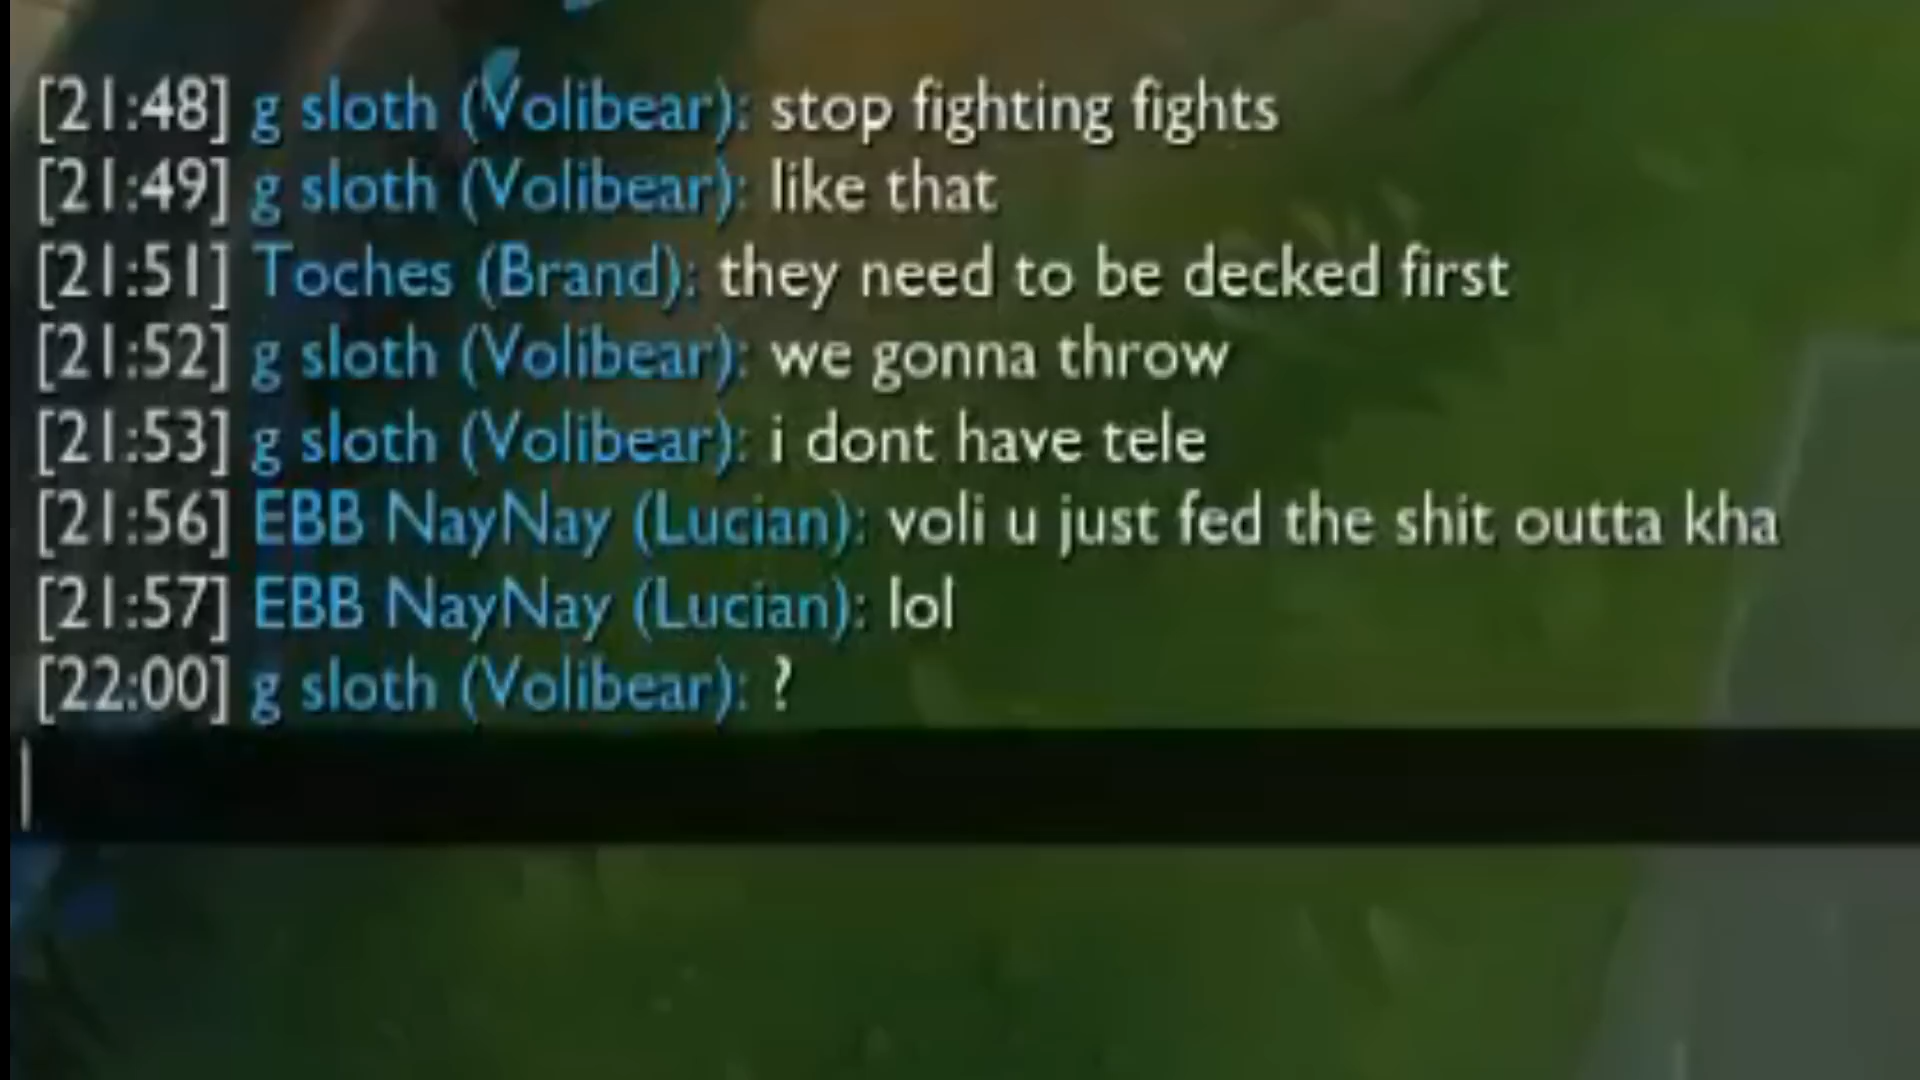 [21:48] g sloth (Volibear): stop fighting fights
[21:49] g sloth (Volibear): like that
[21:51] Toches (Brand): they need to be decked first
[21:52] g sloth (Volibear): we gonna throw
[21:53] g sloth (Volibear): i dont have tele
[21:56] EBB NayNay (Lucian): voli u just fed the shit outta kha
[21:57] EBB NayNay (Lucian): lol
[22:00] g sloth (Volibear): ?